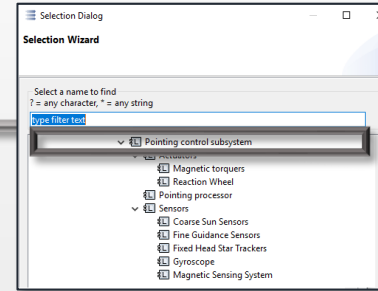 Selection Dialog
Selection Wizard
Select a name to find
? = any character, * = any string
type filter text
Pointing control subsystem
Actuators
Magnetic torquers
Reaction Wheel
Pointing processor
Sensors
Coarse Sun Sensors
Fine Guidance Sensors
Fixed Head Star Trackers
Gyroscope
Magnetic Sensing System